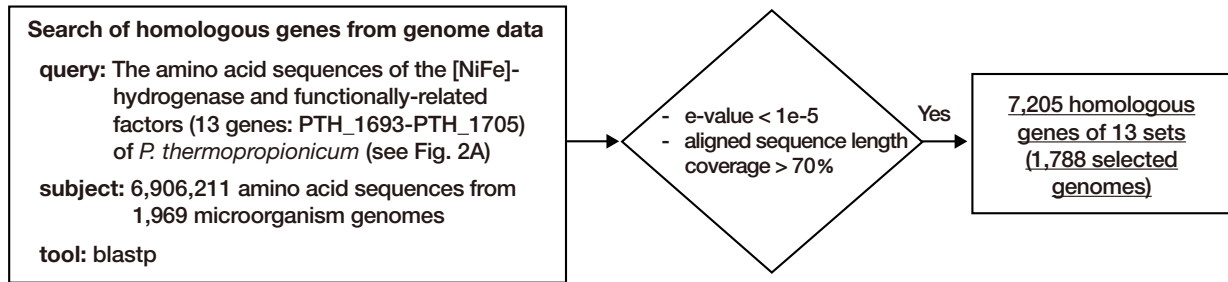 Search of homologous genes from genome data
query: The amino acid sequences of the [NiFe]-
hydrogenase and functionally-related
factors (13 genes: PTH_1693-PTH_1705)
of P. thermopropionicum (see Fig. 2A)
subject: 6,906,211 amino acid sequences from
1,969 microorganism genomes
tool: blastp
- e-value < 1e-5
- aligned sequence length
coverage > 70%
Yes
7,205 homologous
genes of 13 sets
(1,788 selected
genomes)